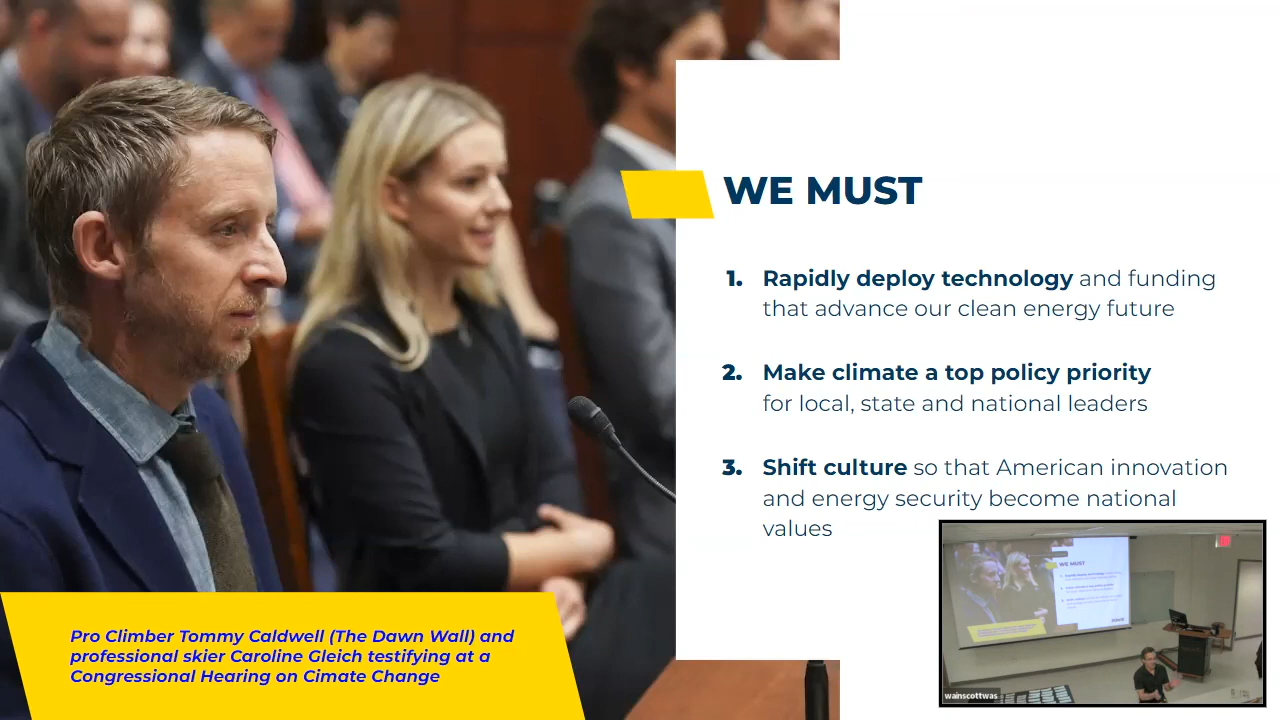 WE MUST
1. Rapidly deploy technology and funding
that advance our clean energy future
2. Make climate a top policy priority
for local, state and national leaders
3. Shift culture so that American innovation
and energy security become national
values
Pro Climber Tommy Caldwell (The Dawn Wall) and
professional skier Caroline Gleich testifying at a
Congressional Hearing on Cimate Change
WE MUST
wainscottwas